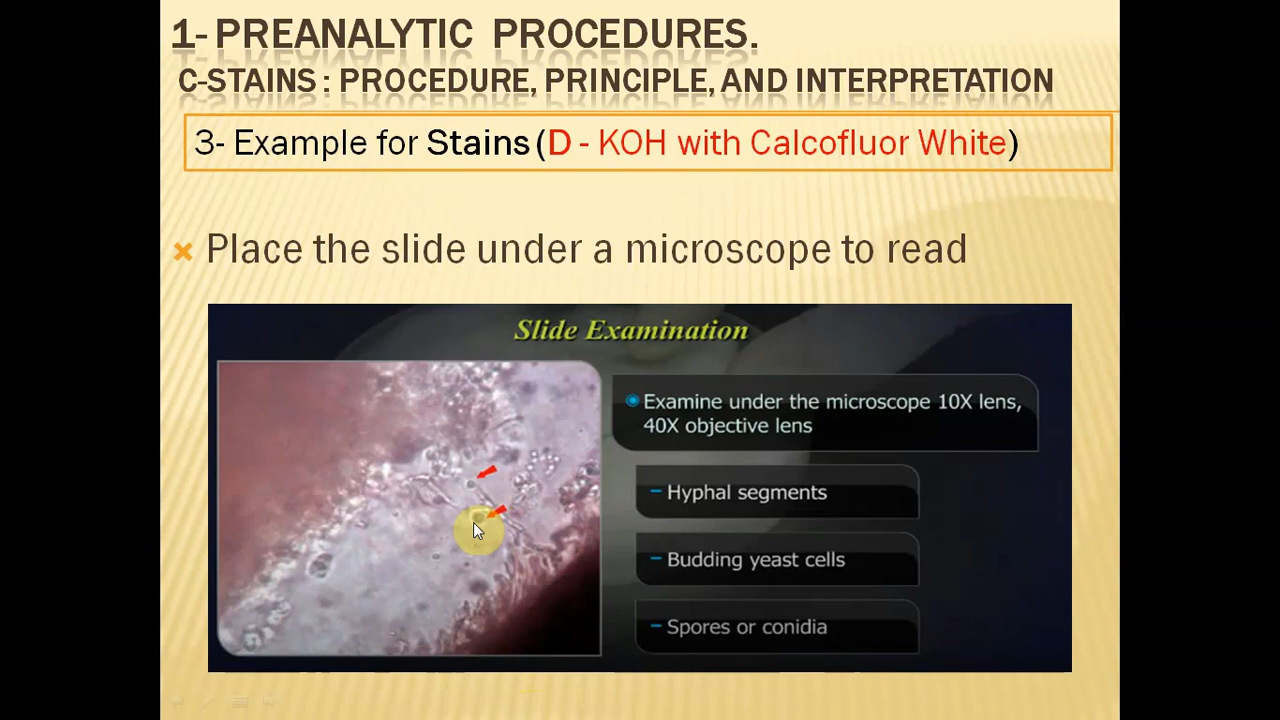 1- PREANALYTIC PROCEDURES.
C-STAINS : PROCEDURE, PRINCIPLE, AND INTERPRETATION
3- Example for Stains (D - KOH with Calcofluor White)
Place the slide under a microscope to read
Slide Examination
Examine under the microscope 10X lens,
40X objective lens
– Hyphal segments
– Budding yeast cells
– Spores or conidia